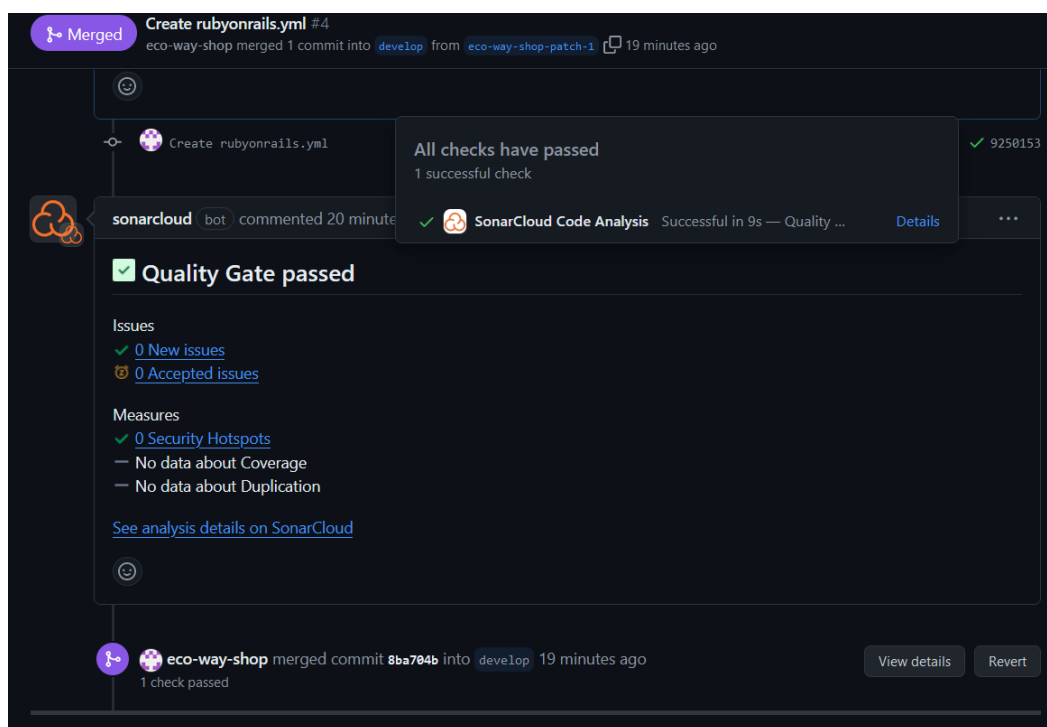 Merged
Create rubyonrails.yml #4
eco-way-shop merged 1 commit into develop from eco-way-shop-patch-1 19 minutes ago
Create rubyonrails.yml
9250153
All checks have passed
1 successful check
SonarCloud Code Analysis Successful in 9s — Quality ... Details
sonarcloud bot commented 20 minute
Quality Gate passed
Issues
0 New issues
0 Accepted issues
Measures
0 Security Hotspots
No data about Coverage
No data about Duplication
See analysis details on SonarCloud
eco-way-shop merged commit 8ba704b into develop 19 minutes ago
1 check passed
View details
Revert